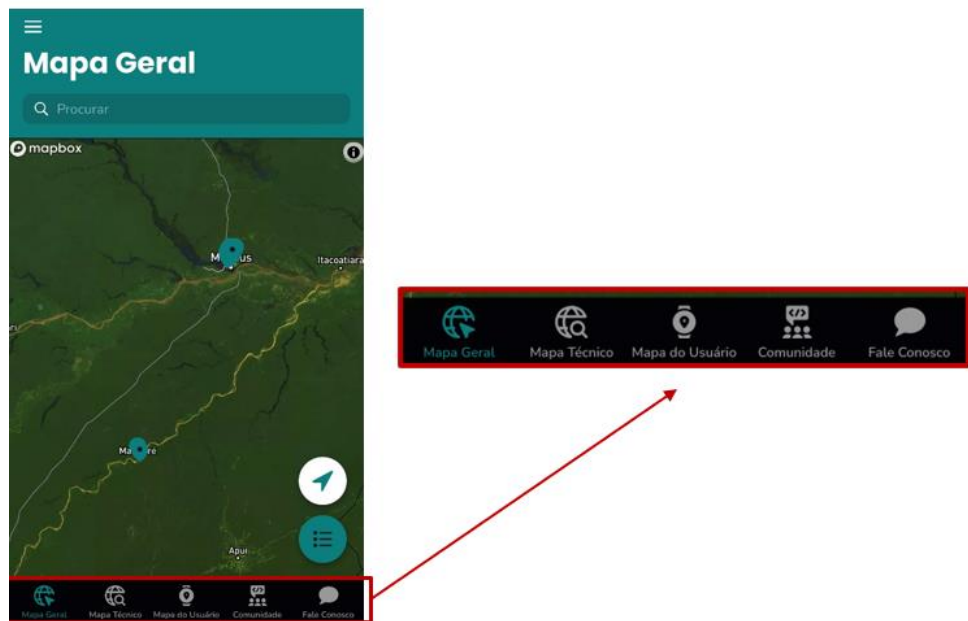 Mapa Geral
Procurar
mapbox
Itacoatiara
Apuí
Mapa Geral Mapa Técnico Mapa do Usuário Comunidade Fale Conosco
Mapa Geral Mapa Técnico Mapa do Usuário Comunidade Fale Conosco